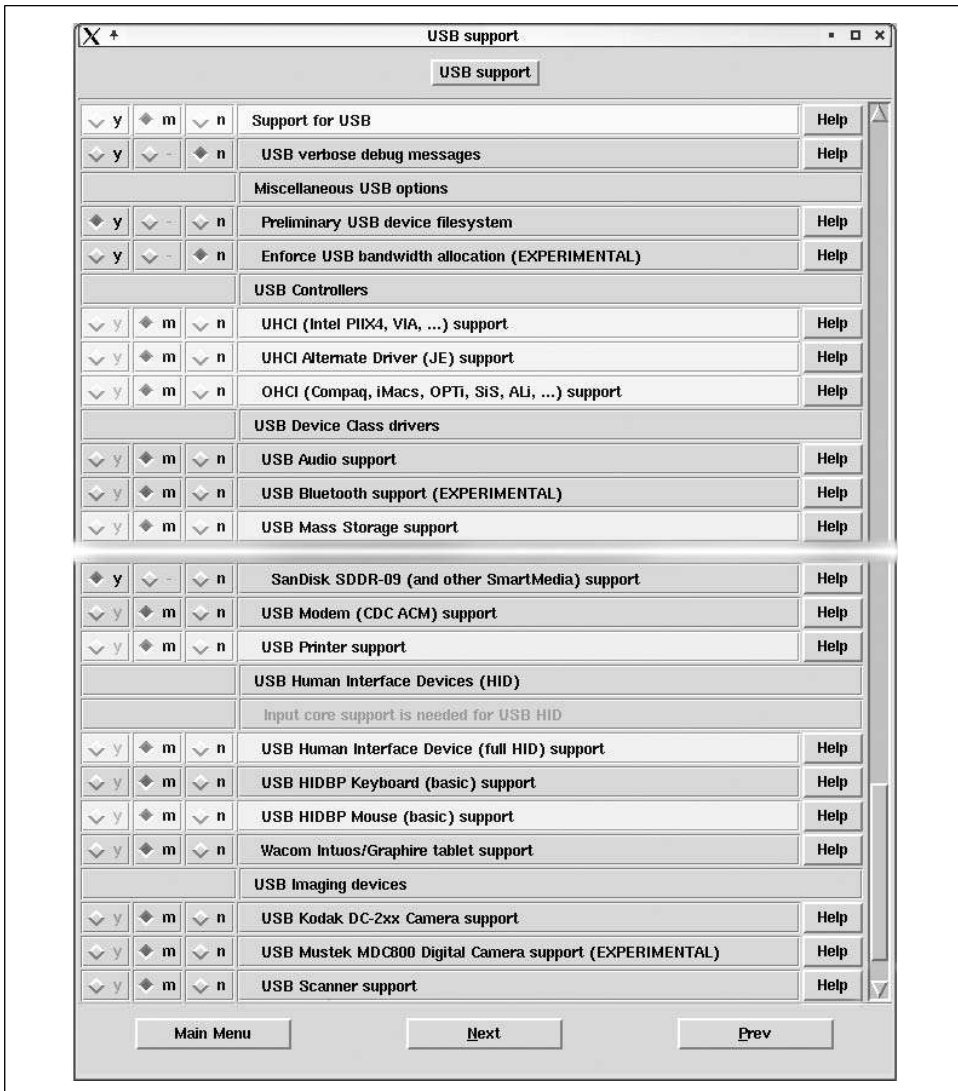 X USB support
USB support
y m n Support for USB Help
y - n USB verbose debug messages Help
Miscellaneous USB options
y - n Preliminary USB device filesystem Help
y - n Enforce USB bandwidth allocation (EXPERIMENTAL) Help
USB Controllers
y m n UHCI (Intel PIIX4, VIA, ...) support Help
y m n UHCI Alternate Driver (JE) support Help
y m n OHCI (Compaq, iMacs, OPTi, SiS, ALi, ...) support Help
USB Device Class drivers
y m n USB Audio support Help
y m n USB Bluetooth support (EXPERIMENTAL) Help
y m n USB Mass Storage support Help
y - n SanDisk SDDR-09 (and other SmartMedia) support Help
y m n USB Modem (CDC ACM) support Help
y m n USB Printer support Help
USB Human Interface Devices (HID)
Input core support is needed for USB HID
y m n USB Human Interface Device (full HID) support Help
y m n USB HIDBP Keyboard (basic) support Help
y m n USB HIDBP Mouse (basic) support Help
y m n Wacom Intuos/Graphire tablet support Help
USB Imaging devices
y m n USB Kodak DC-2xx Camera support Help
y m n USB Mustek MDC800 Digital Camera support (EXPERIMENTAL) Help
y m n USB Scanner support Help
Main Menu Next Prev